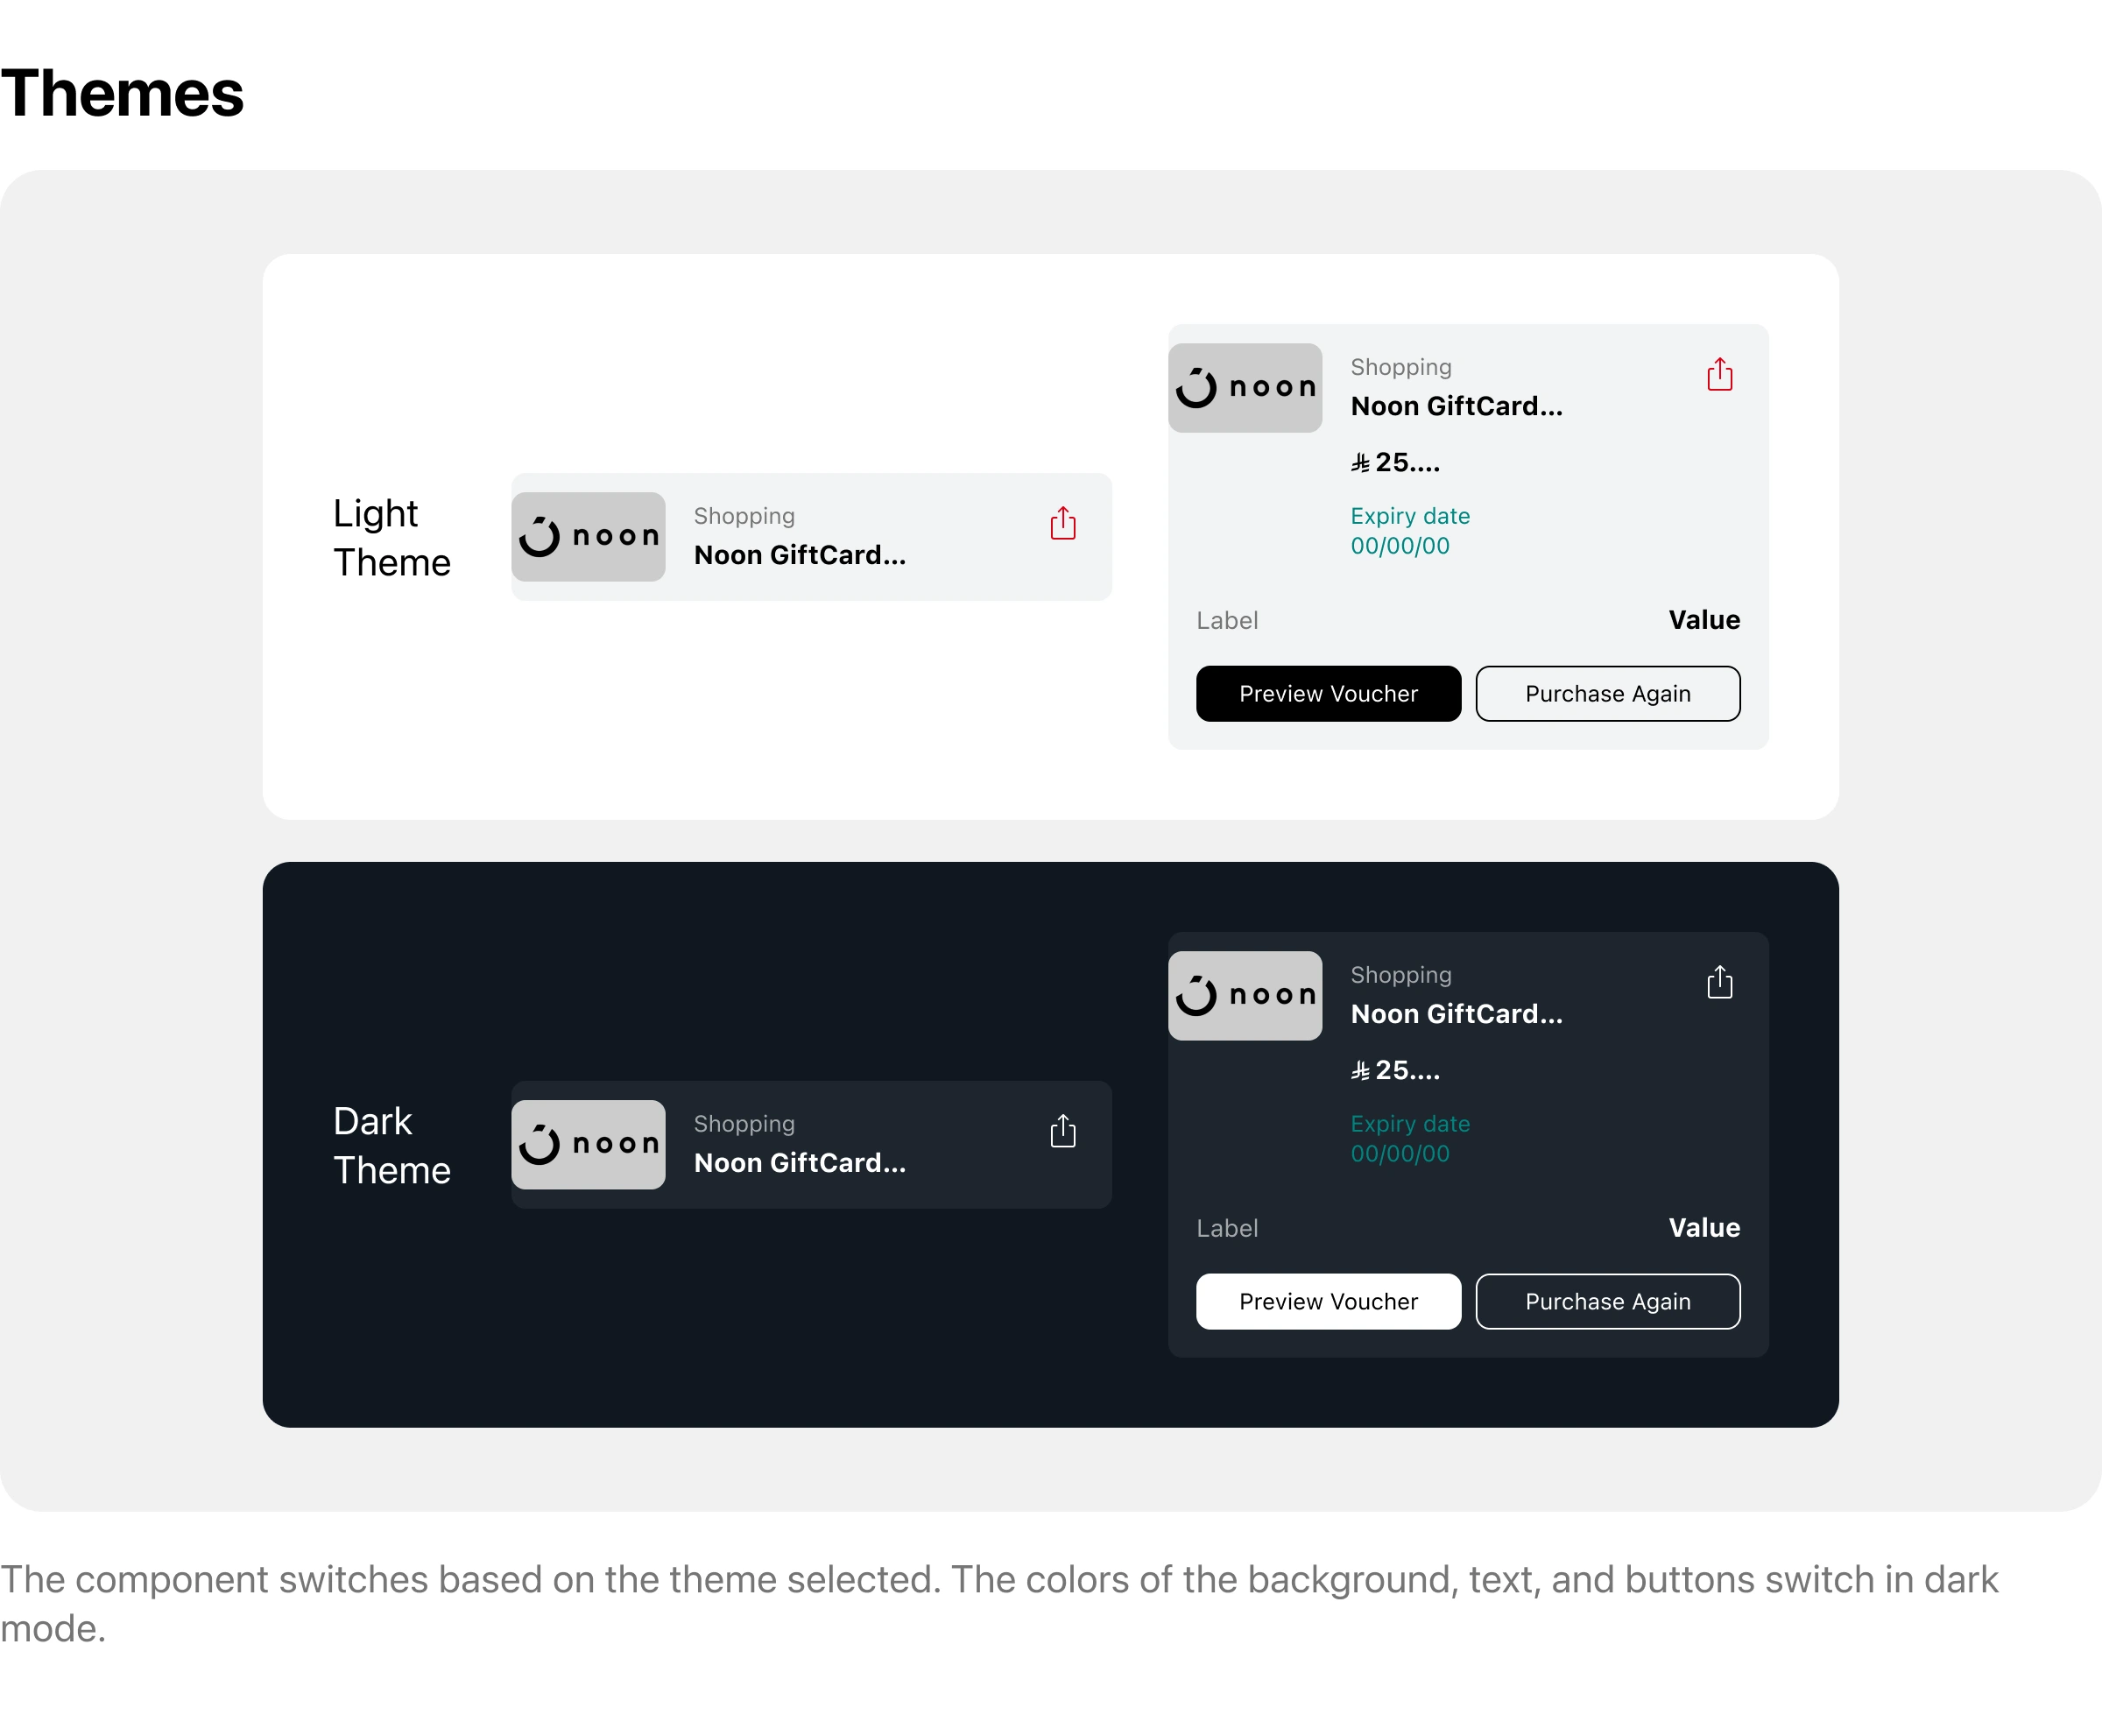 Themes
Light
Theme
noon
Shopping
Noon GiftCard...
noon
Shopping
Noon GiftCard...
⃁ 25....
Expiry date
00/00/00
Label
Value
Preview Voucher
Purchase Again
Dark
Theme
noon
Shopping
Noon GiftCard...
noon
Shopping
Noon GiftCard...
⃁ 25....
Expiry date
00/00/00
Label
Value
Preview Voucher
Purchase Again
The component switches based on the theme selected. The colors of the background, text, and buttons switch in dark
mode.